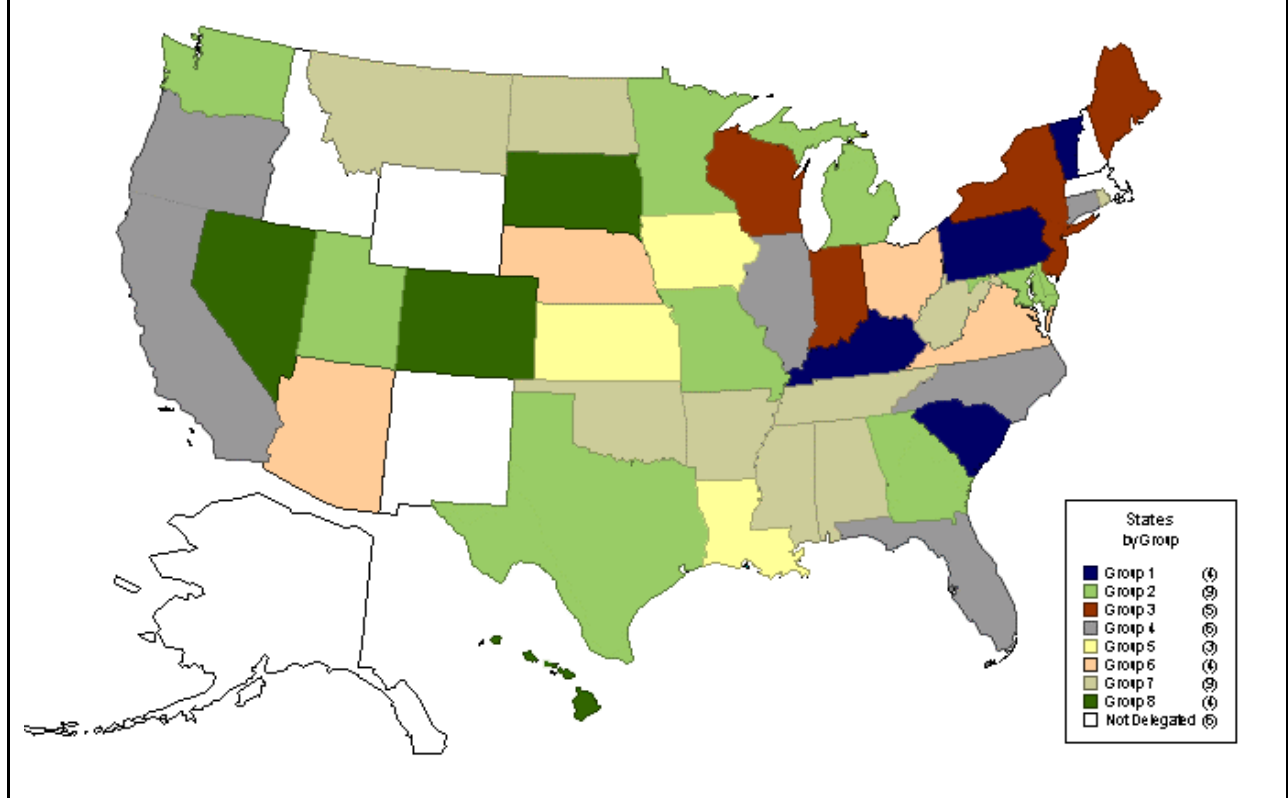 States
by Group
Group 1 (4)
Group 2 (9)
Group 3 (5)
Group 4 (6)
Group 5 (3)
Group 6 (4)
Group 7 (9)
Group 8 (4)
Not Delegated (6)